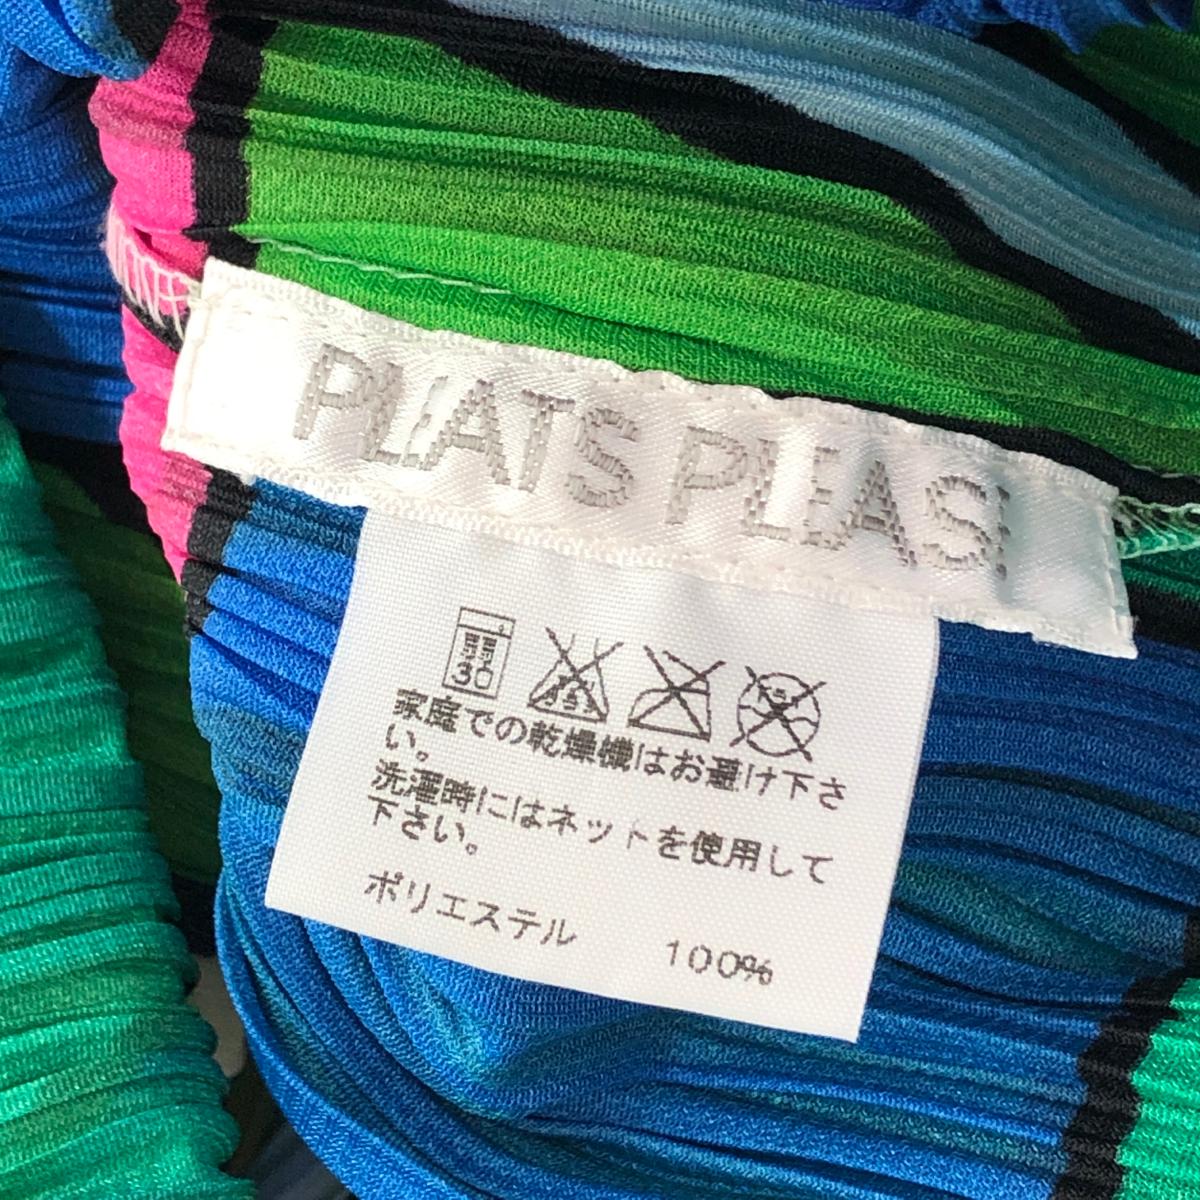 PLEATS PLEASE
30
家庭での乾燥機はお避け下さ
い。
洗濯時にはネットを使用して
下さい。
ポリエステル 100%